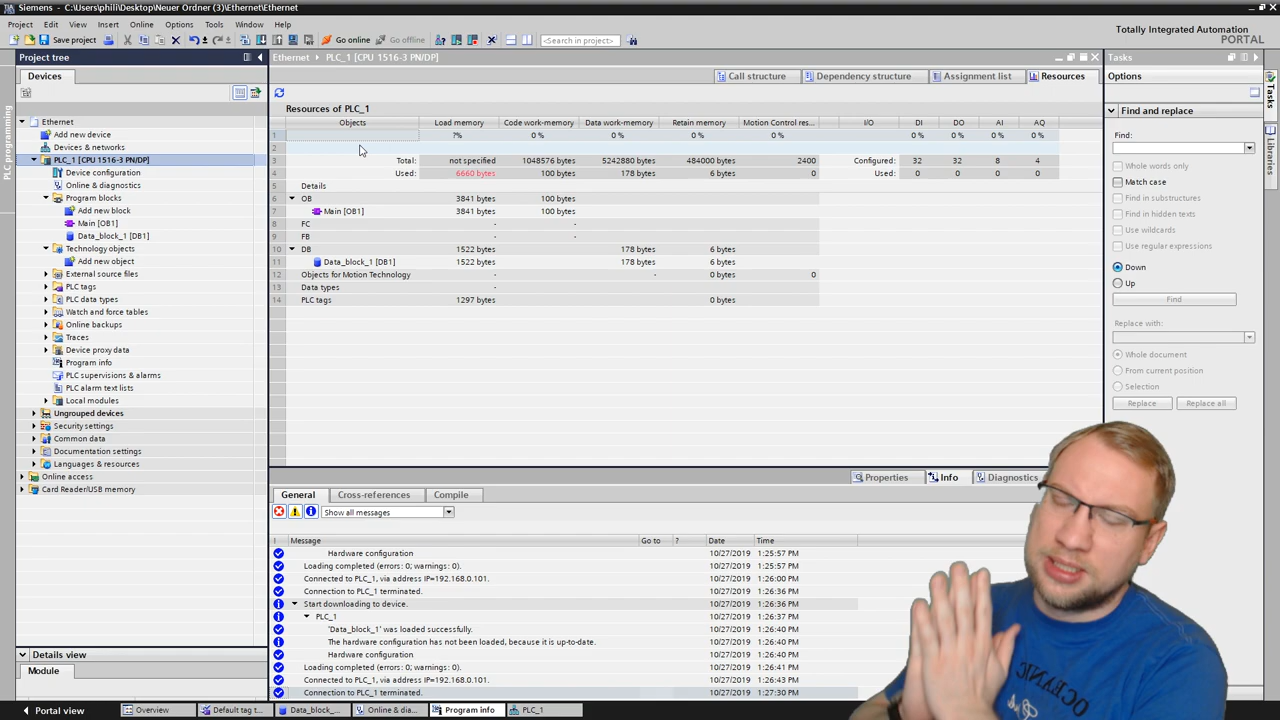 Siemens - C:\Users\phili\Desktop\Neuer Ordner (3)\Ethernet\Ethernet
Project Edit View Insert Online Options Tools Window Help
Totally Integrated Automation
PORTAL
Save project Go online Go offline <Search in project>
Project tree
Devices
PLC programming
Ethernet
Add new device
Devices & networks
PLC_1 [CPU 1516-3 PN/DP]
Device configuration
Online & diagnostics
Program blocks
Add new block
Main [OB1]
Data_block_1 [DB1]
Technology objects
Add new object
External source files
PLC tags
PLC data types
Watch and force tables
Online backups
Traces
Device proxy data
Program info
PLC supervisions & alarms
PLC alarm text lists
Local modules
Ungrouped devices
Security settings
Common data
Documentation settings
Languages & resources
Online access
Card Reader/USB memory
Details view
Module
Ethernet ▸ PLC_1 [CPU 1516-3 PN/DP]
Call structure Dependency structure Assignment list Resources
Resources of PLC_1
Objects Load memory Code work-memory Data work-memory Retain memory Motion Control res... I/O DI DO AI AQ
1 ?% 0 % 0 % 0 % 0 % 0 % 0 % 0 % 0 %
2
3 Total: not specified 1048576 bytes 5242880 bytes 484000 bytes 2400 Configured: 32 32 8 4
4 Used: 6660 bytes 100 bytes 178 bytes 6 bytes 0 Used: 0 0 0 0
5 Details
6 OB 3841 bytes 100 bytes
7 Main [OB1] 3841 bytes 100 bytes
8 FC - -
9 FB - -
10 DB 1522 bytes 178 bytes 6 bytes
11 Data_block_1 [DB1] 1522 bytes 178 bytes 6 bytes
12 Objects for Motion Technology - - 0 bytes 0
13 Data types -
14 PLC tags 1297 bytes 0 bytes
Properties Info Diagnostics
General Cross-references Compile
Show all messages
! Message Go to ? Date Time
Hardware configuration 10/27/2019 1:25:57 PM
Loading completed (errors: 0; warnings: 0). 10/27/2019 1:25:57 PM
Connected to PLC_1, via address IP=192.168.0.101. 10/27/2019 1:26:00 PM
Connection to PLC_1 terminated. 10/27/2019 1:26:36 PM
Start downloading to device. 10/27/2019 1:26:36 PM
PLC_1 10/27/2019 1:26:37 PM
'Data_block_1' was loaded successfully. 10/27/2019 1:26:40 PM
The hardware configuration has not been loaded, because it is up-to-date. 10/27/2019 1:26:40 PM
Hardware configuration 10/27/2019 1:26:40 PM
Loading completed (errors: 0; warnings: 0). 10/27/2019 1:26:41 PM
Connected to PLC_1, via address IP=192.168.0.101. 10/27/2019 1:26:43 PM
Connection to PLC_1 terminated. 10/27/2019 1:27:30 PM
Tasks
Options
Find and replace
Find:
Whole words only
Match case
Find in substructures
Find in hidden texts
Use wildcards
Use regular expressions
Down
Up
Find
Replace with:
Whole document
From current position
Selection
Replace Replace all
Tasks
Libraries
OCEANIC
Portal view Overview Default tag t... Data_block_... Online & dia... Program info PLC_1